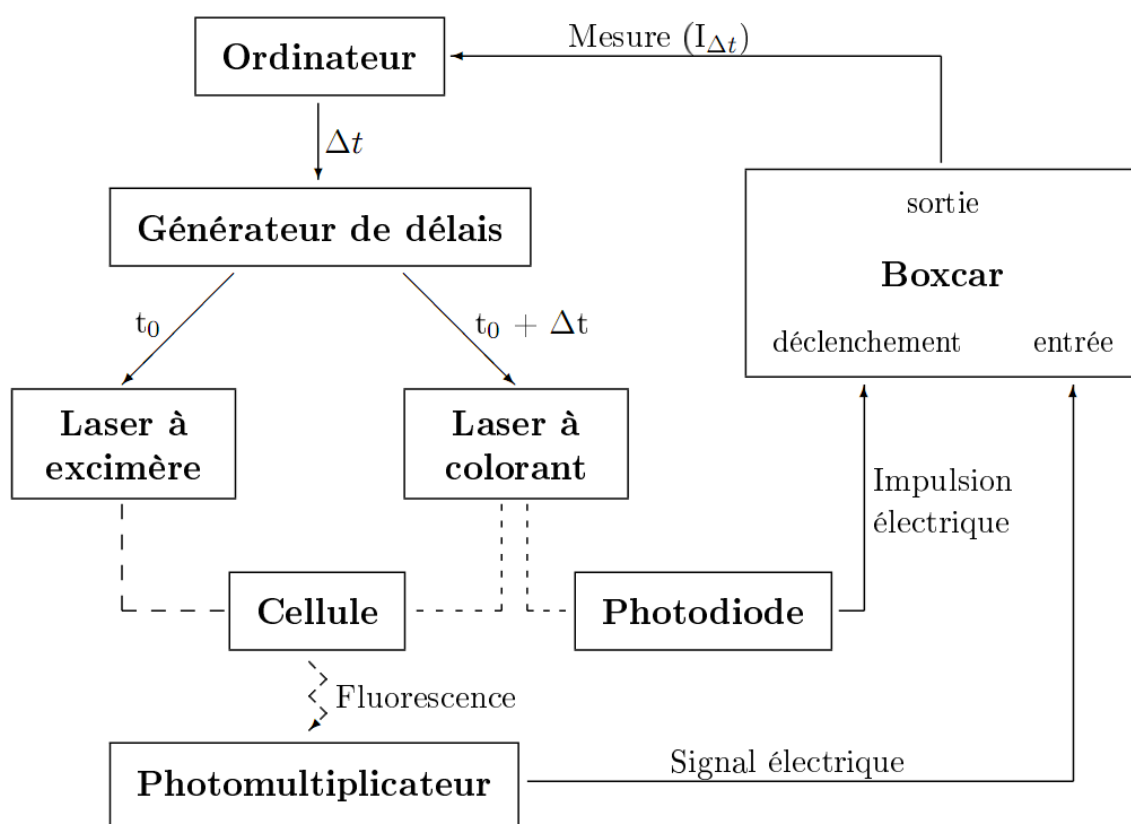 Mesure (I_Δt)
Ordinateur
Δt
sortie
Générateur de délais
Boxcar
t₀
t₀ + Δt
déclenchement
entrée
Laser à
excimère
Laser à
colorant
Impulsion
électrique
Cellule
Photodiode
Fluorescence
Signal électrique
Photomultiplicateur